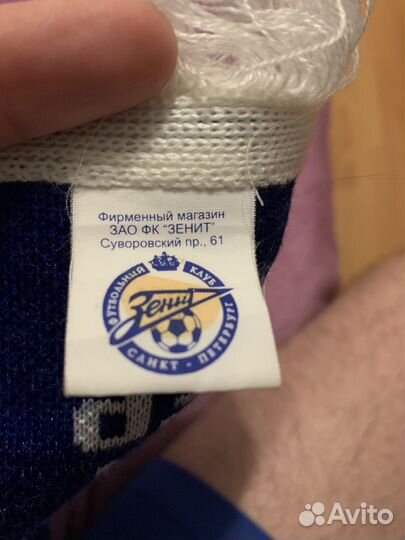 Фирменный магазин
ЗАО ФК "ЗЕНИТ"
Суворовский пр., 61
ФУТБОЛЬНЫЙ КЛУБ
Зенит
САНКТ - ПЕТЕРБУРГ
Avito